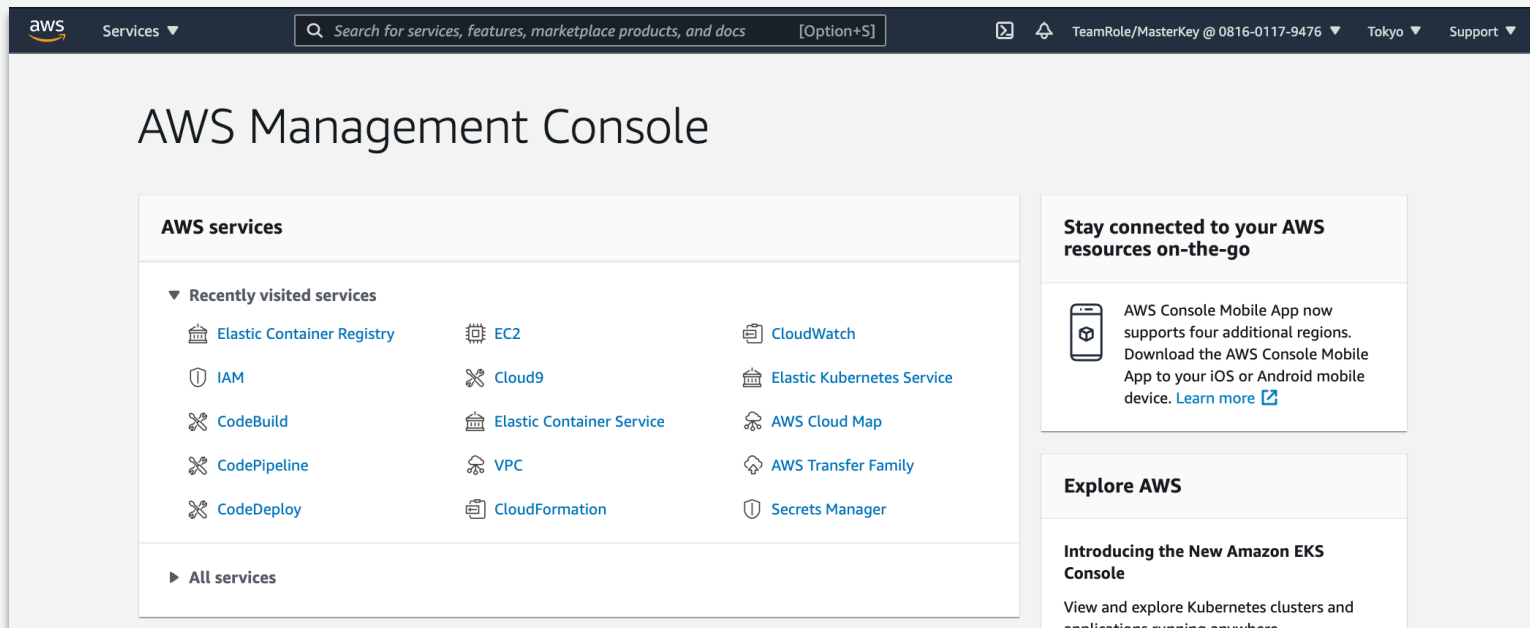 aws
Services ▼
Search for services, features, marketplace products, and docs [Option+S]
TeamRole/MasterKey @ 0816-0117-9476 ▼
Tokyo ▼
Support ▼
AWS Management Console
AWS services
▼ Recently visited services
Elastic Container Registry
EC2
CloudWatch
IAM
Cloud9
Elastic Kubernetes Service
CodeBuild
Elastic Container Service
AWS Cloud Map
CodePipeline
VPC
AWS Transfer Family
CodeDeploy
CloudFormation
Secrets Manager
▶ All services
Stay connected to your AWS
resources on-the-go
AWS Console Mobile App now
supports four additional regions.
Download the AWS Console Mobile
App to your iOS or Android mobile
device. Learn more
Explore AWS
Introducing the New Amazon EKS
Console
View and explore Kubernetes clusters and
applications running anywhere